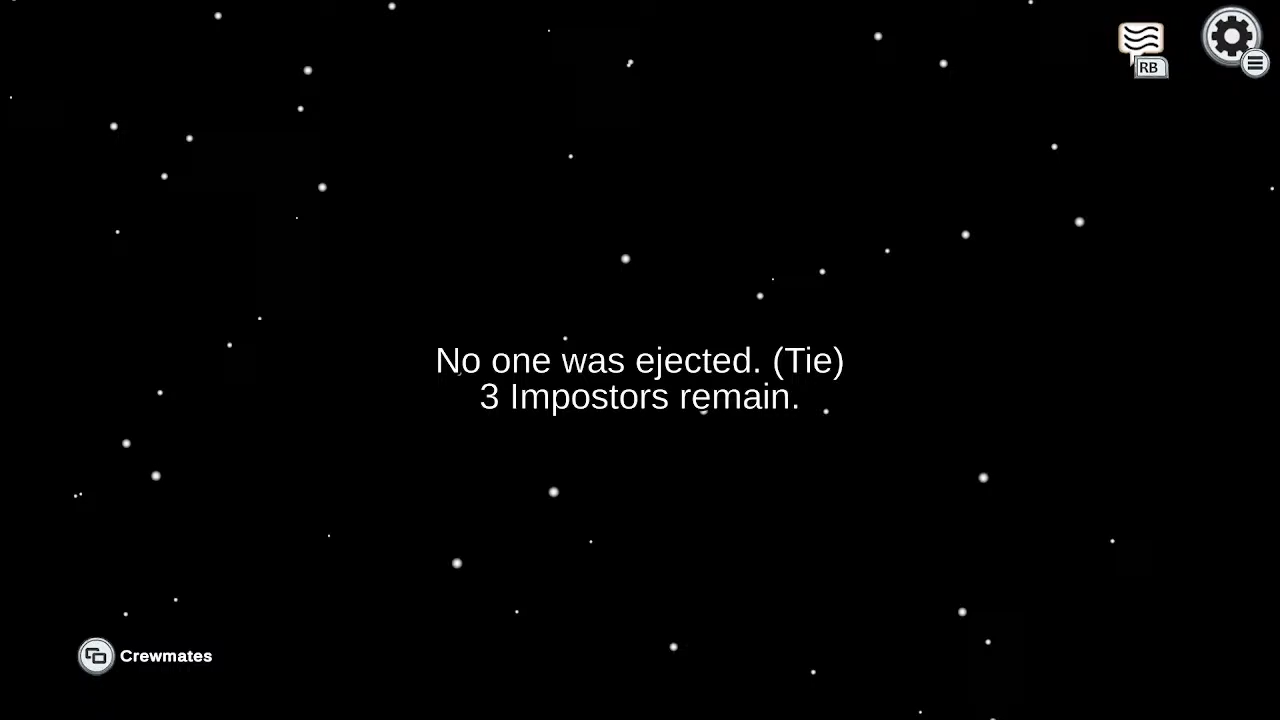 RB
No one was ejected. (Tie)
3 Impostors remain.
Crewmates